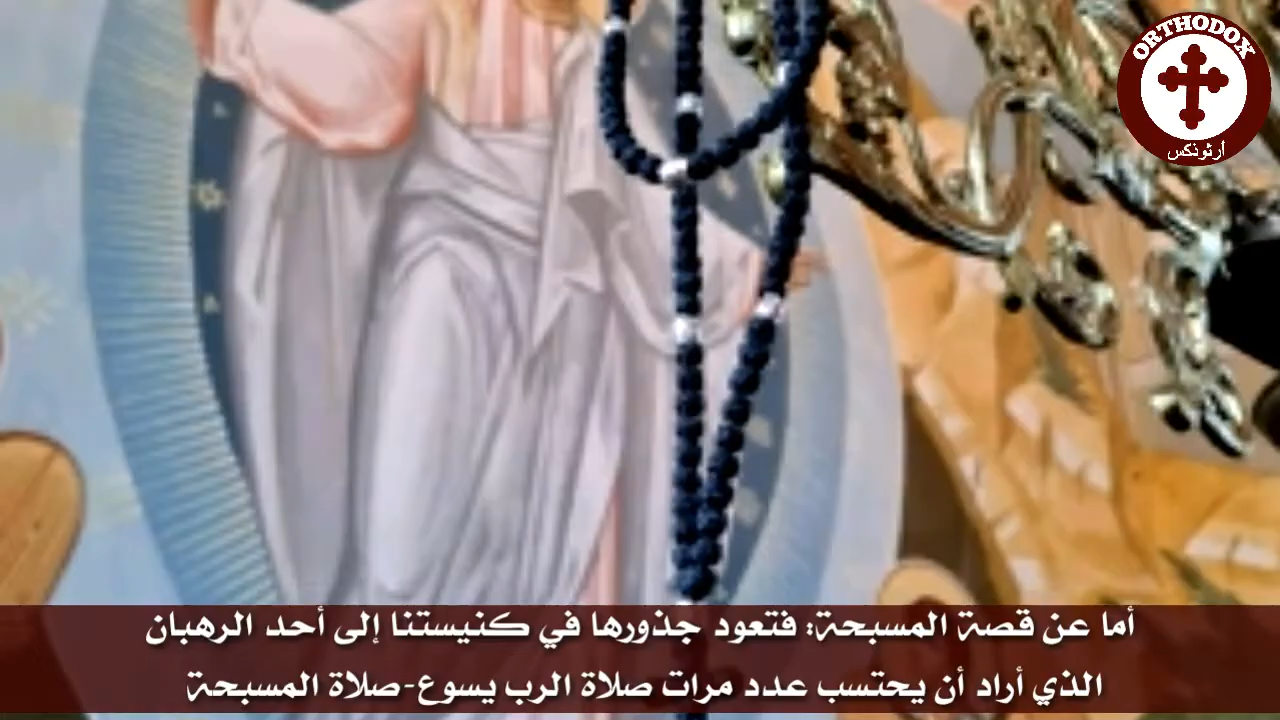 ORTHODOX
أرثوذكس
أما عن قصة المسبحة: فتعود جذورها في كنيستنا إلى أحد الرهبان
الذي أراد أن يحتسب عدد مرات صلاة الرب يسوع-صلاة المسبحة